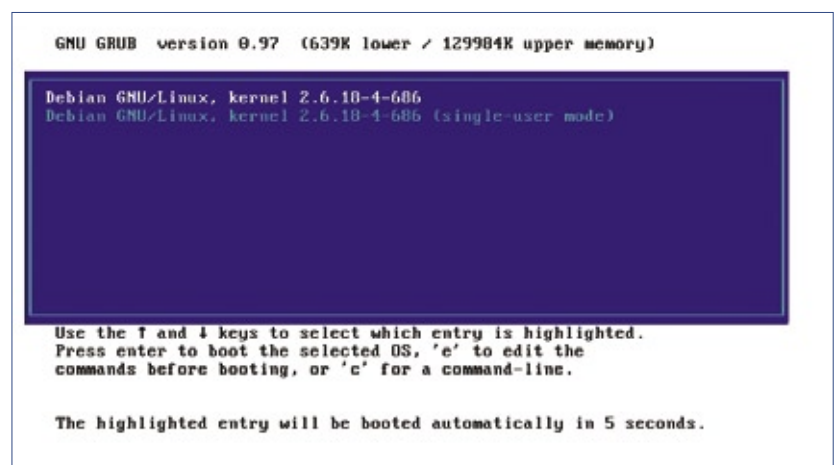 GNU GRUB version 0.97 (639K lower / 129984K upper memory)
Debian GNU/Linux, kernel 2.6.18-4-686
Debian GNU/Linux, kernel 2.6.18-4-686 (single-user mode)
Use the ↑ and ↓ keys to select which entry is highlighted.
Press enter to boot the selected OS, 'e' to edit the
commands before booting, or 'c' for a command-line.
The highlighted entry will be booted automatically in 5 seconds.